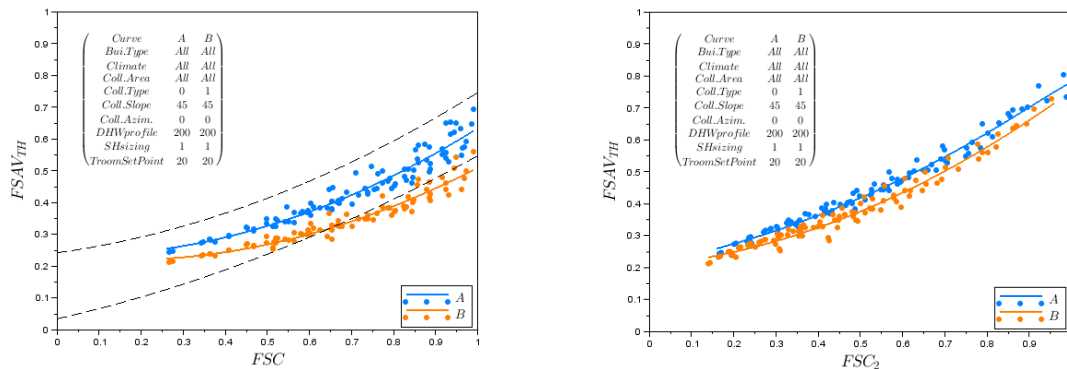 1
0.9
0.8
0.7
0.6
0.5
0.4
0.3
0.2
0.1
0
FSAV_TH
Curve A B
Bui.Type All All
Climate All All
Coll.Area All All
Coll.Type 0 1
Coll.Slope 45 45
Coll.Azim. 0 0
DHWprofile 200 200
SHsizing 1 1
TroomSetPoint 20 20
A
B
0 0.1 0.2 0.3 0.4 0.5 0.6 0.7 0.8 0.9 1
FSC
1
0.9
0.8
0.7
0.6
0.5
0.4
0.3
0.2
0.1
0
FSAV_TH
Curve A B
Bui.Type All All
Climate All All
Coll.Area All All
Coll.Type 0 1
Coll.Slope 45 45
Coll.Azim. 0 0
DHWprofile 200 200
SHsizing 1 1
TroomSetPoint 20 20
A
B
0 0.1 0.2 0.3 0.4 0.5 0.6 0.7 0.8 0.9
FSC_2